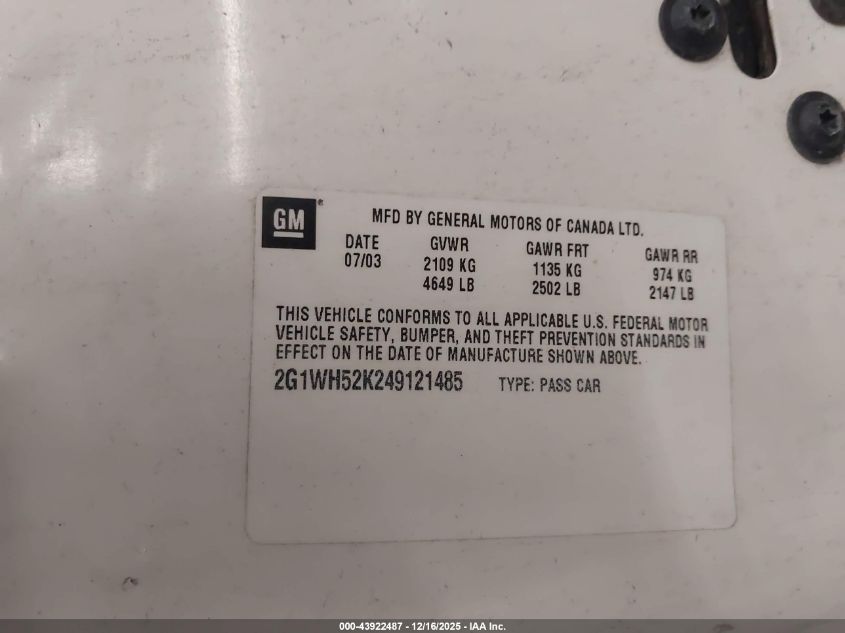 GM
MFD BY GENERAL MOTORS OF CANADA LTD.
DATE GVWR GAWR FRT GAWR RR
07/03 2109 KG 1135 KG 974 KG
4649 LB 2502 LB 2147 LB
THIS VEHICLE CONFORMS TO ALL APPLICABLE U.S. FEDERAL MOTOR
VEHICLE SAFETY, BUMPER, AND THEFT PREVENTION STANDARDS IN
EFFECT ON THE DATE OF MANUFACTURE SHOWN ABOVE.
2G1WH52K249121485 TYPE: PASS CAR
000-43922487 - 12/16/2025 - IAA Inc.